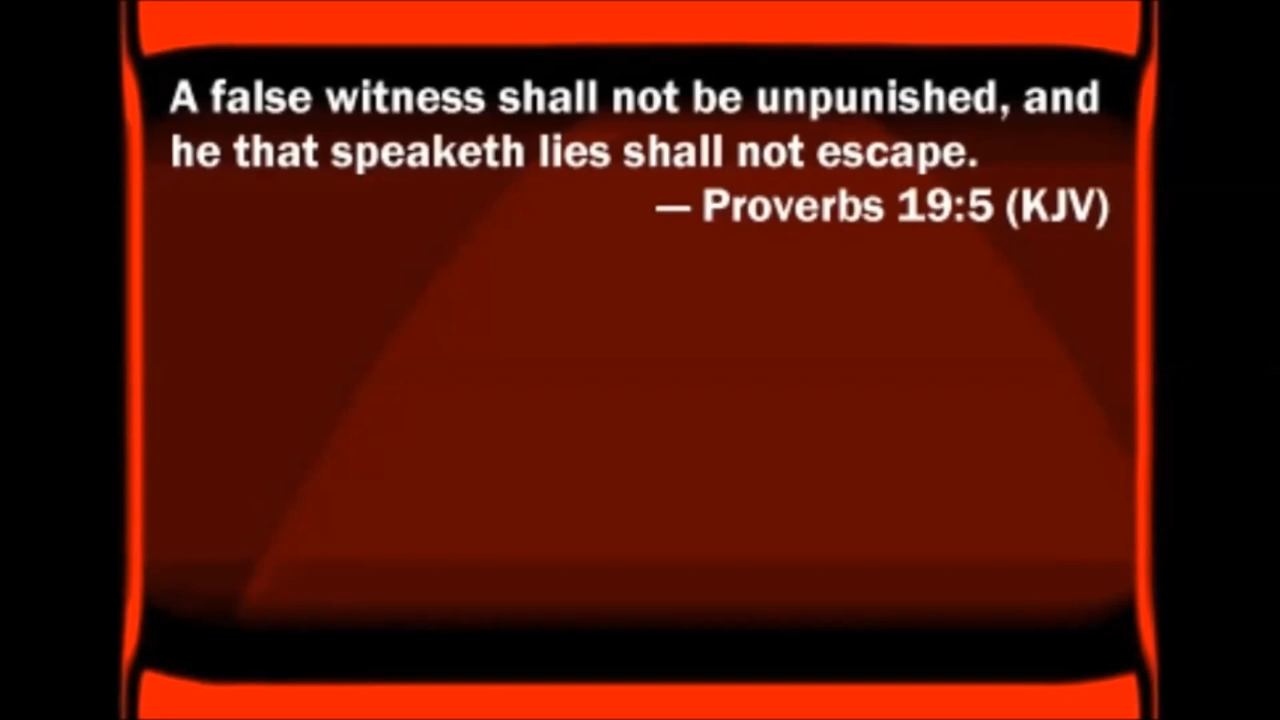 A false witness shall not be unpunished, and
he that speaketh lies shall not escape.
— Proverbs 19:5 (KJV)